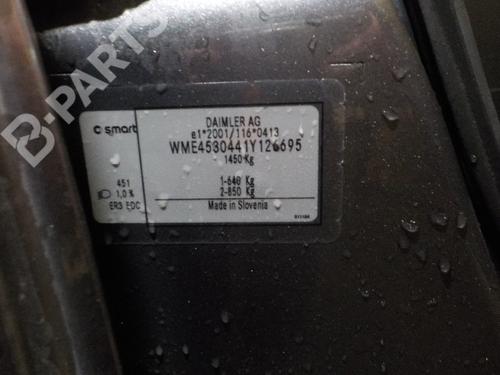 B-PARTS
smart
DAIMLER AG
e1*2001/116*0413
WME4530441Y126695
1450 Kg
1-640 Kg
2-850 Kg
451
1,0 %
ER3 EDC
Made in Slovenia